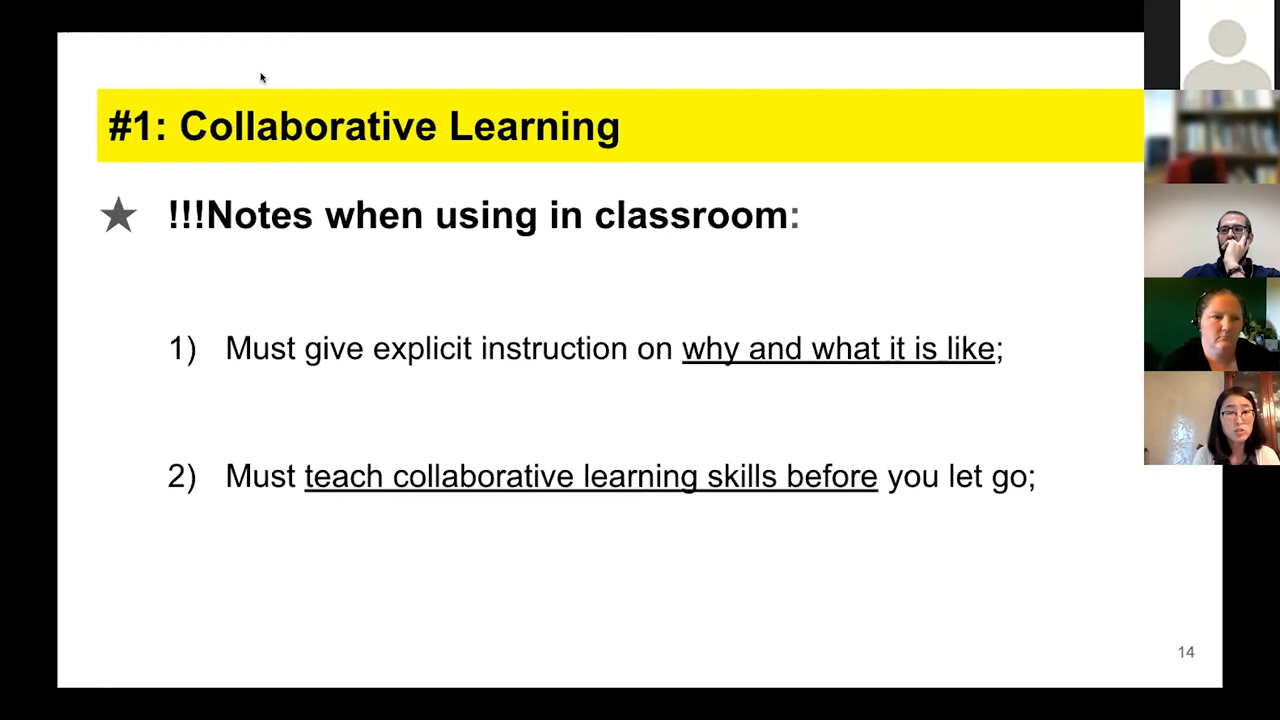 #1: Collaborative Learning
★ !!!Notes when using in classroom:
1) Must give explicit instruction on why and what it is like;
2) Must teach collaborative learning skills before you let go;
14